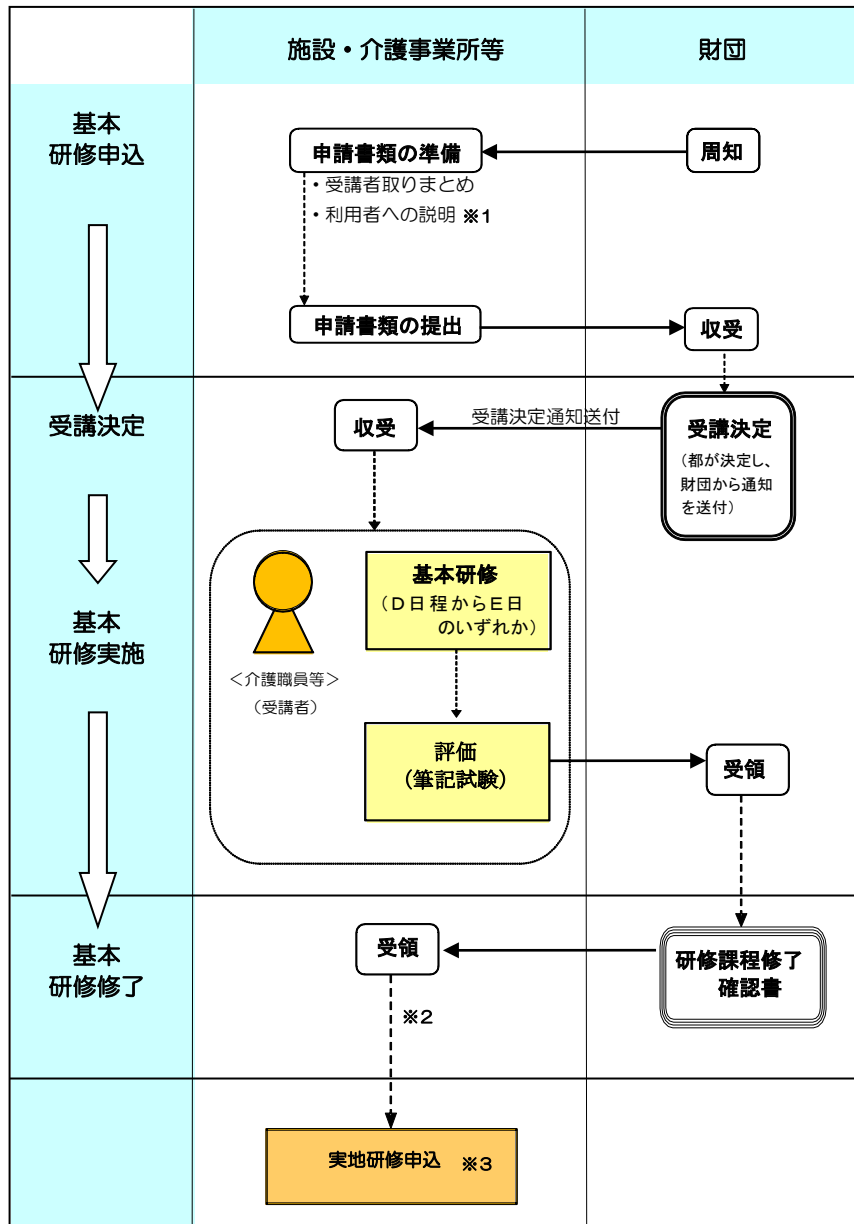 施設・介護事業所等
財団
基本
研修申込
申請書類の準備
周知
・受講者取りまとめ
・利用者への説明 ※1
申請書類の提出
収受
受講決定
収受
受講決定通知送付
受講決定
（都が決定し、
財団から通知
を送付）
基本
研修実施
基本研修
（Ｄ日程からＥ日
のいずれか）
＜介護職員等＞
（受講者）
評価
（筆記試験）
受領
基本
研修修了
受領
研修課程修了
確認書
※2
実地研修申込 ※3